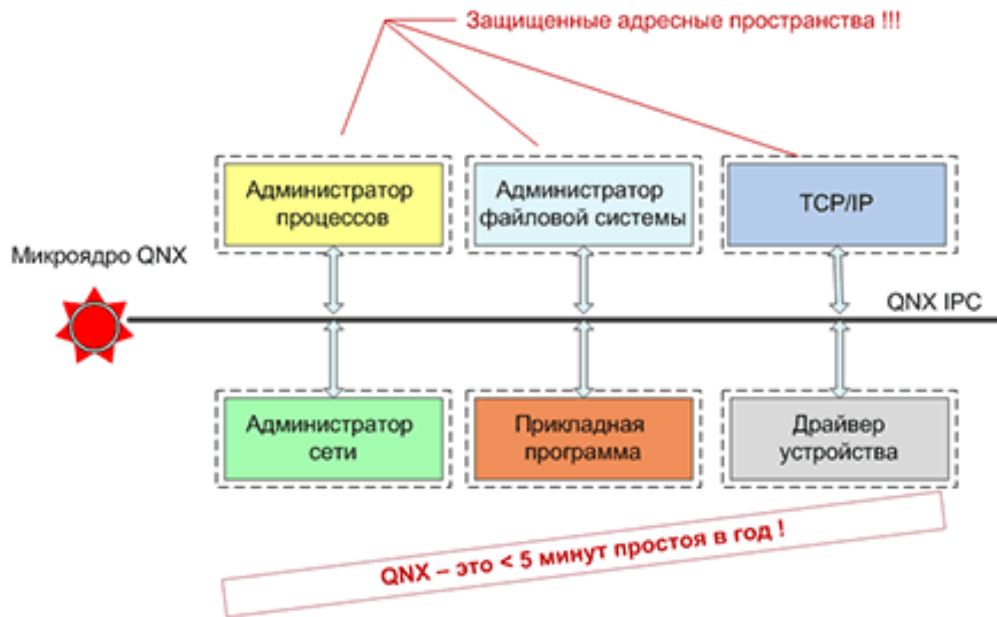 Защищенные адресные пространства !!!
Администратор
процессов
Администратор
файловой системы
TCP/IP
Микроядро QNX
QNX IPC
Администратор
сети
Прикладная
программа
Драйвер
устройства
QNX – это < 5 минут простоя в год !